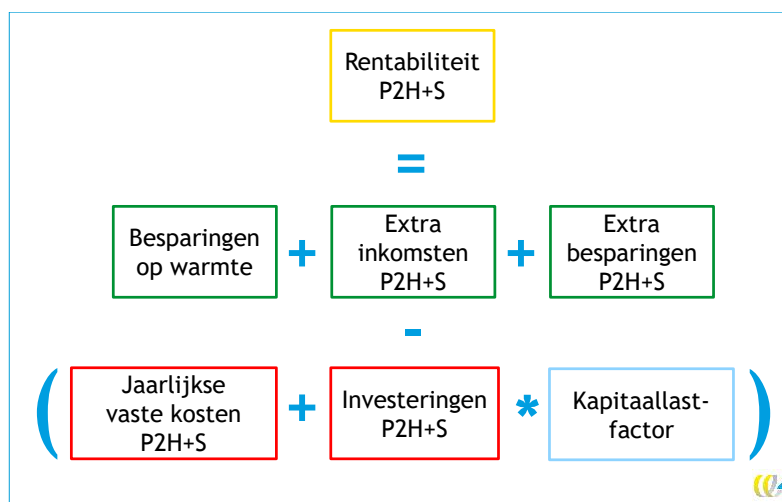 Rentabiliteit
P2H+S
=
Besparingen
op warmte
+
Extra
inkomsten
P2H+S
+
Extra
besparingen
P2H+S
-
(
Jaarlijkse
vaste kosten
P2H+S
+
Investeringen
P2H+S
*
Kapitaallast-
factor
)